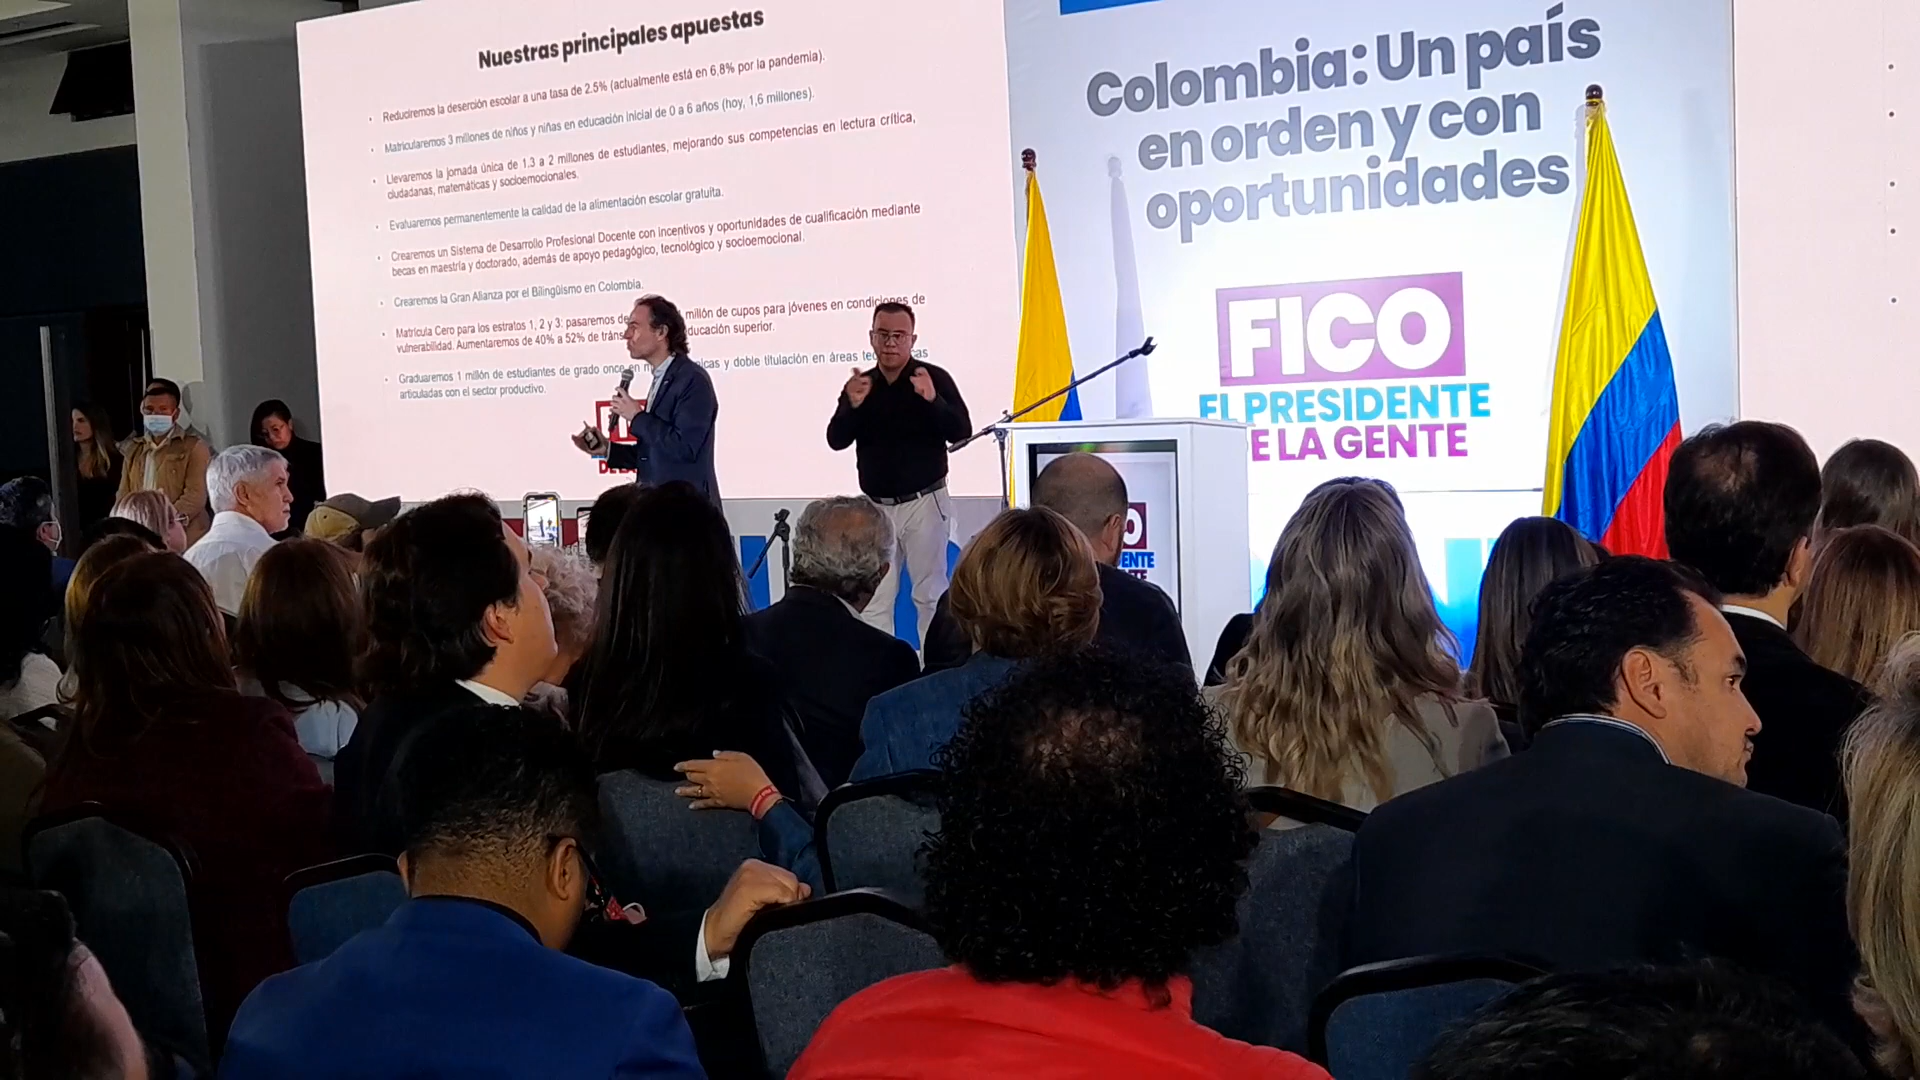 Nuestras principales apuestas
Reduciremos la deserción escolar a una tasa de 2.5% (actualmente está en 6,8% por la pandemia).
Matricularemos 3 millones de niños y niñas en educación inicial de 0 a 6 años (hoy, 1,6 millones).
Llevaremos la jornada única de 1.3 a 2 millones de estudiantes, mejorando sus competencias en lectura crítica,
ciudadanas, matemáticas y socioemocionales.
Evaluaremos permanentemente la calidad de la alimentación escolar gratuita.
Crearemos un Sistema de Desarrollo Profesional Docente con incentivos y oportunidades de cualificación mediante
becas en maestría y doctorado, además de apoyo pedagógico, tecnológico y socioemocional.
Crearemos la Gran Alianza por el Bilingüismo en Colombia.
Matrícula Cero para los estratos 1, 2 y 3: pasaremos de millón de cupos para jóvenes en condiciones de
vulnerabilidad. Aumentaremos de 40% a 52% de educación superior.
Graduaremos 1 millón de estudiantes de grado once en y doble titulación en áreas
articuladas con el sector productivo.
Colombia: Un país
en orden y con
oportunidades
FICO
EL PRESIDENTE
DE LA GENTE